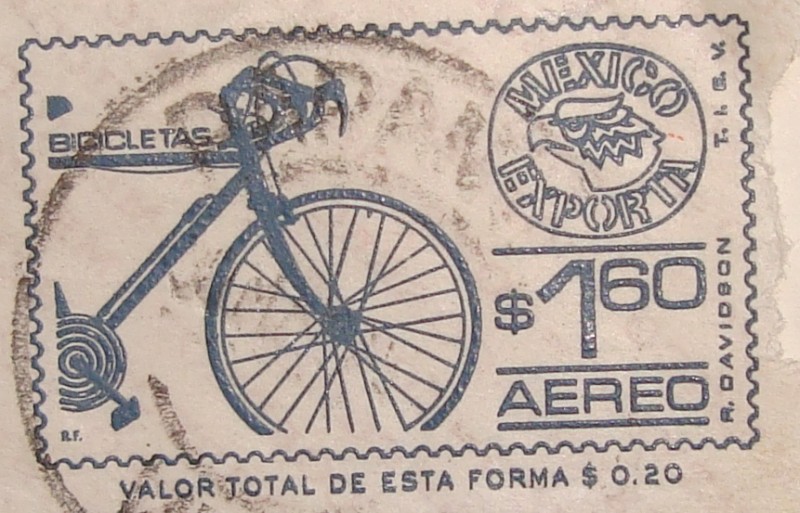 BICICLETAS
MEXICO
EXPORTA
T. I. E. V.
$1.60
AEREO
R. DAVIDSON
R.F.
VALOR TOTAL DE ESTA FORMA $ 0.20